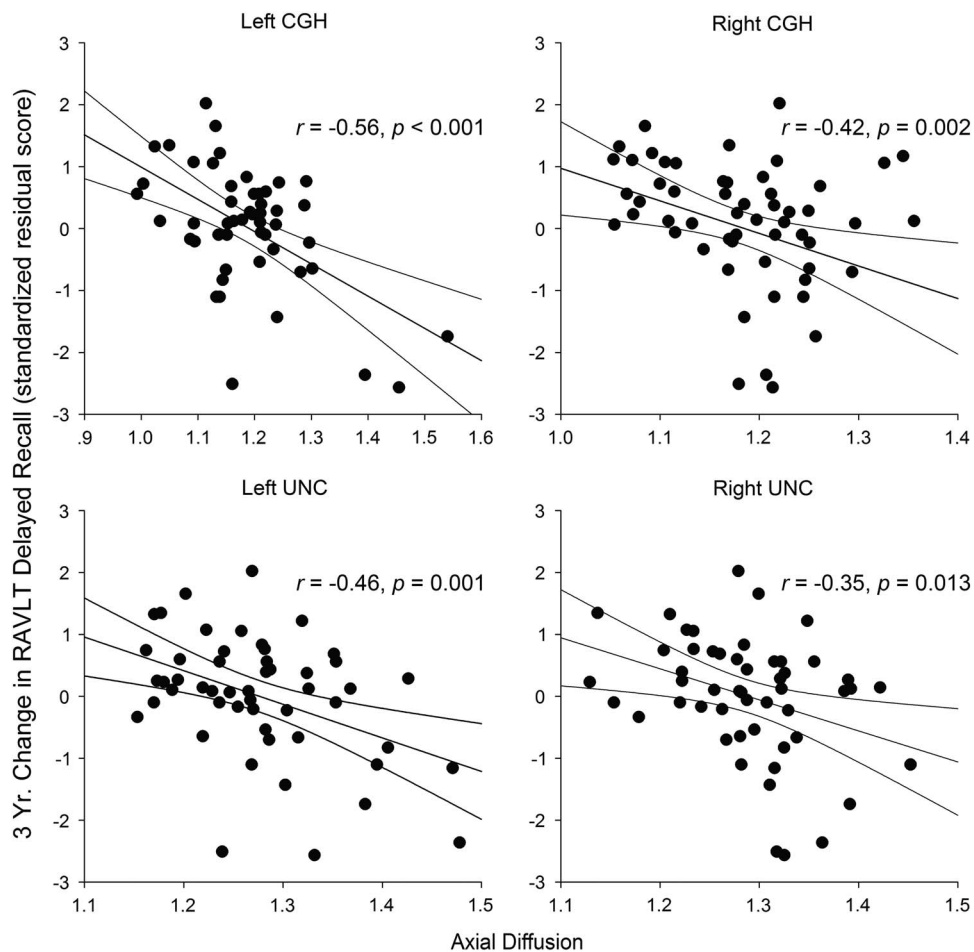 3 Yr. Change in RAVLT Delayed Recall (standardized residual score)
Left CGH
r = -0.56, p < 0.001
3
2
1
0
-1
-2
-3
.9 1.0 1.1 1.2 1.3 1.4 1.5 1.6
Right CGH
r = -0.42, p = 0.002
3
2
1
0
-1
-2
-3
1.0 1.1 1.2 1.3 1.4
Left UNC
r = -0.46, p = 0.001
3
2
1
0
-1
-2
-3
1.1 1.2 1.3 1.4 1.5
Right UNC
r = -0.35, p = 0.013
3
2
1
0
-1
-2
-3
1.1 1.2 1.3 1.4 1.5
Axial Diffusion